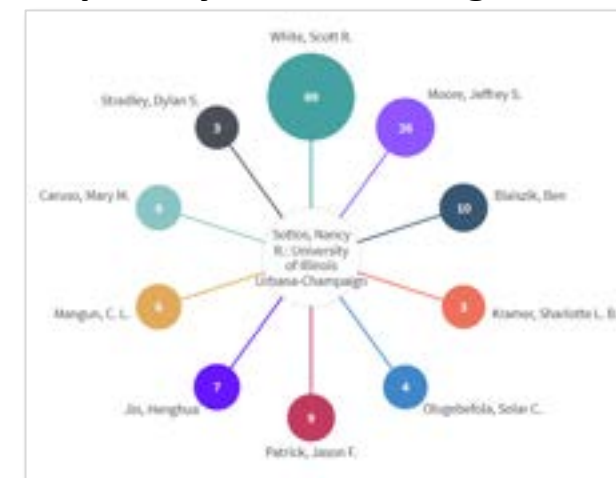 White, Scott R.
Moore, Jeffrey S.
26
Blaiszik, Ben
10
Kramer, Sharlotte L. B.
Olugebefola, Solar C.
4
Patrick, Jason F.
9
Jin, Henghua
7
Mangun, C. L.
6
Caruso, Mary M.
Stradley, Dylan S.
3
Sottos, Nancy
R.: University
of Illinois
Urbana-Champaign